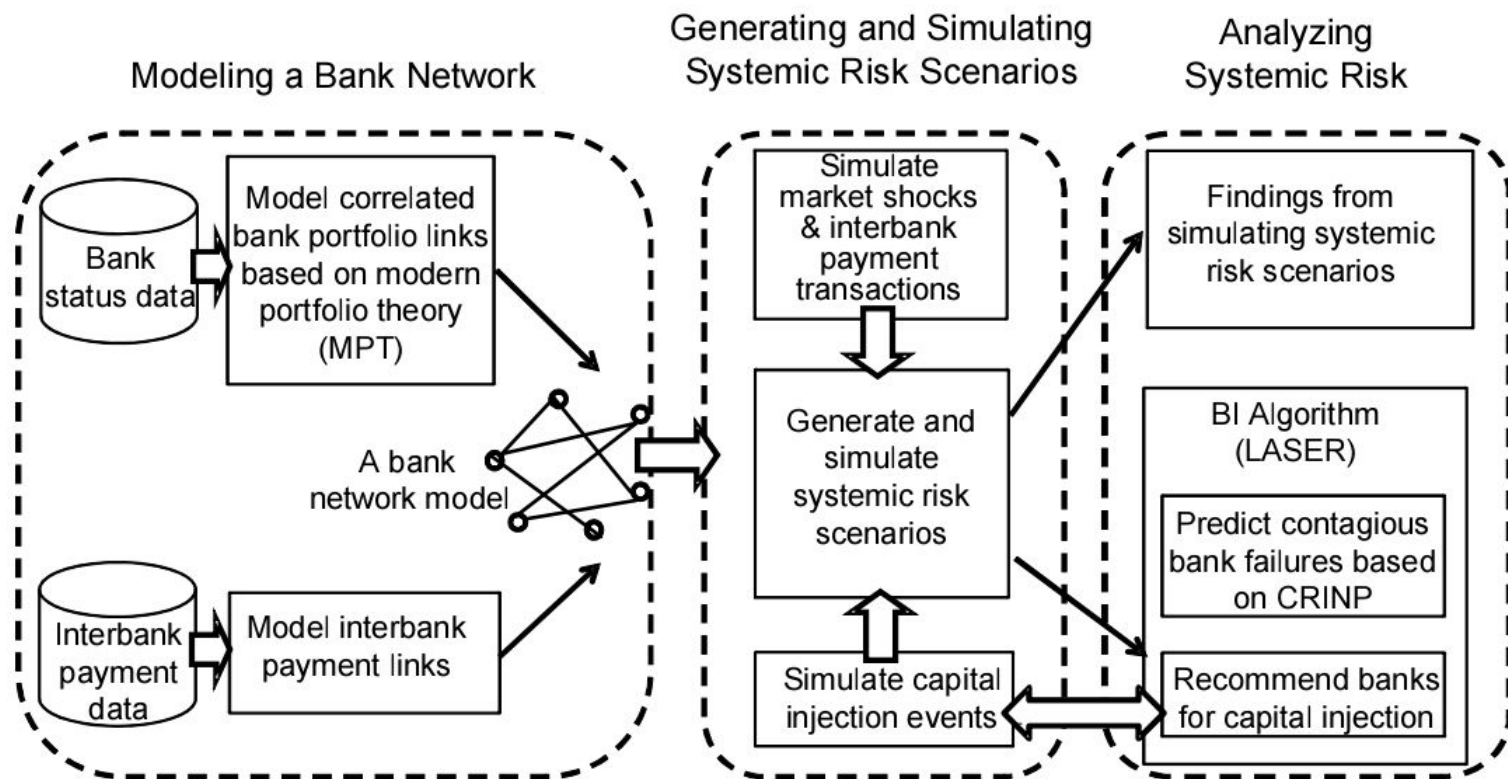 Modeling a Bank Network
Generating and Simulating
Systemic Risk Scenarios
Analyzing
Systemic Risk
Bank
status data
Model correlated
bank portfolio links
based on modern
portfolio theory
(MPT)
A bank
network model
Interbank
payment
data
Model interbank
payment links
Simulate
market shocks
& interbank
payment
transactions
Generate and
simulate
systemic risk
scenarios
Simulate capital
injection events
Findings from
simulating systemic
risk scenarios
BI Algorithm
(LASER)
Predict contagious
bank failures based
on CRINP
Recommend banks
for capital injection